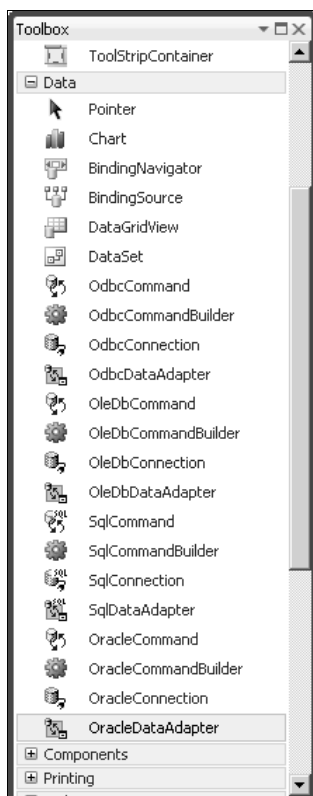 Toolbox
ToolStripContainer
Data
Pointer
Chart
BindingNavigator
BindingSource
DataGridView
DataSet
OdbcCommand
OdbcCommandBuilder
OdbcConnection
OdbcDataAdapter
OleDbCommand
OleDbCommandBuilder
OleDbConnection
OleDbDataAdapter
SqlCommand
SqlCommandBuilder
SqlConnection
SqlDataAdapter
OracleCommand
OracleCommandBuilder
OracleConnection
OracleDataAdapter
Components
Printing